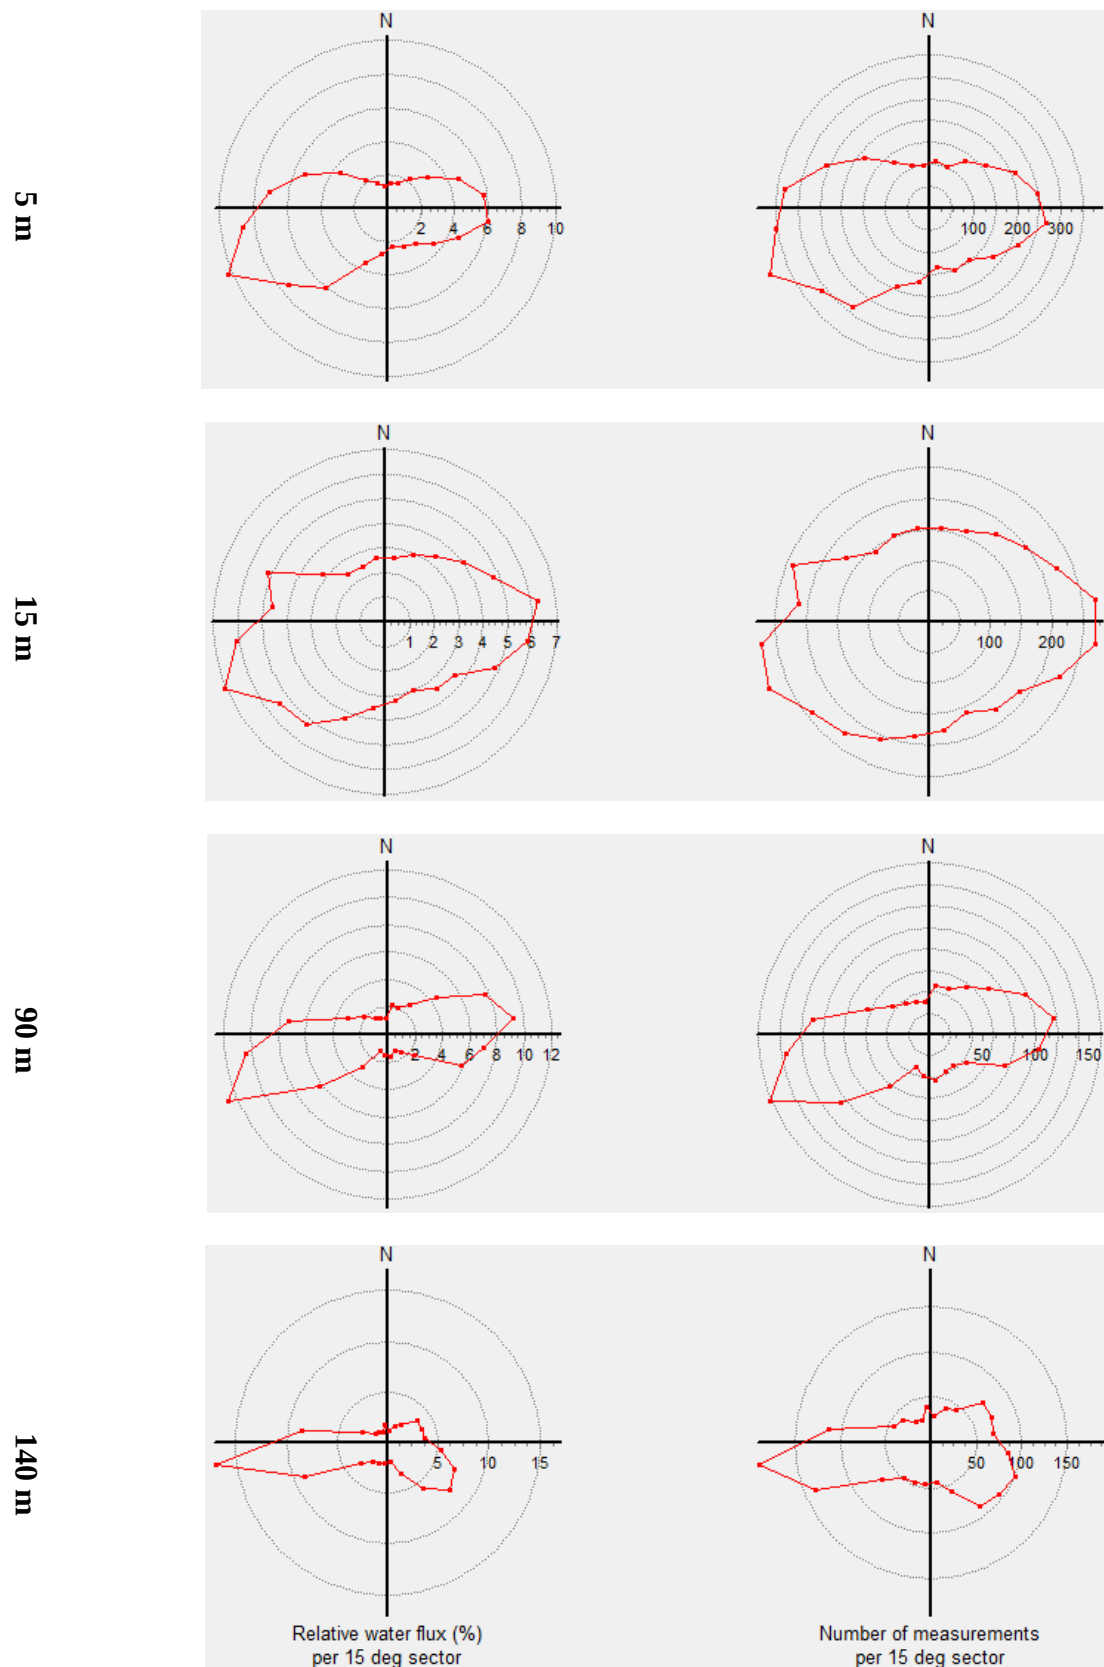 5 m
N
2 4 6 8 10
N
100 200 300
15 m
N
1 2 3 4 5 6 7
N
100 200
90 m
N
2 4 6 8 10 12
N
50 100 150
140 m
N
5 10 15
N
50 100 150
Relative water flux (%)
per 15 deg sector
Number of measurements
per 15 deg sector